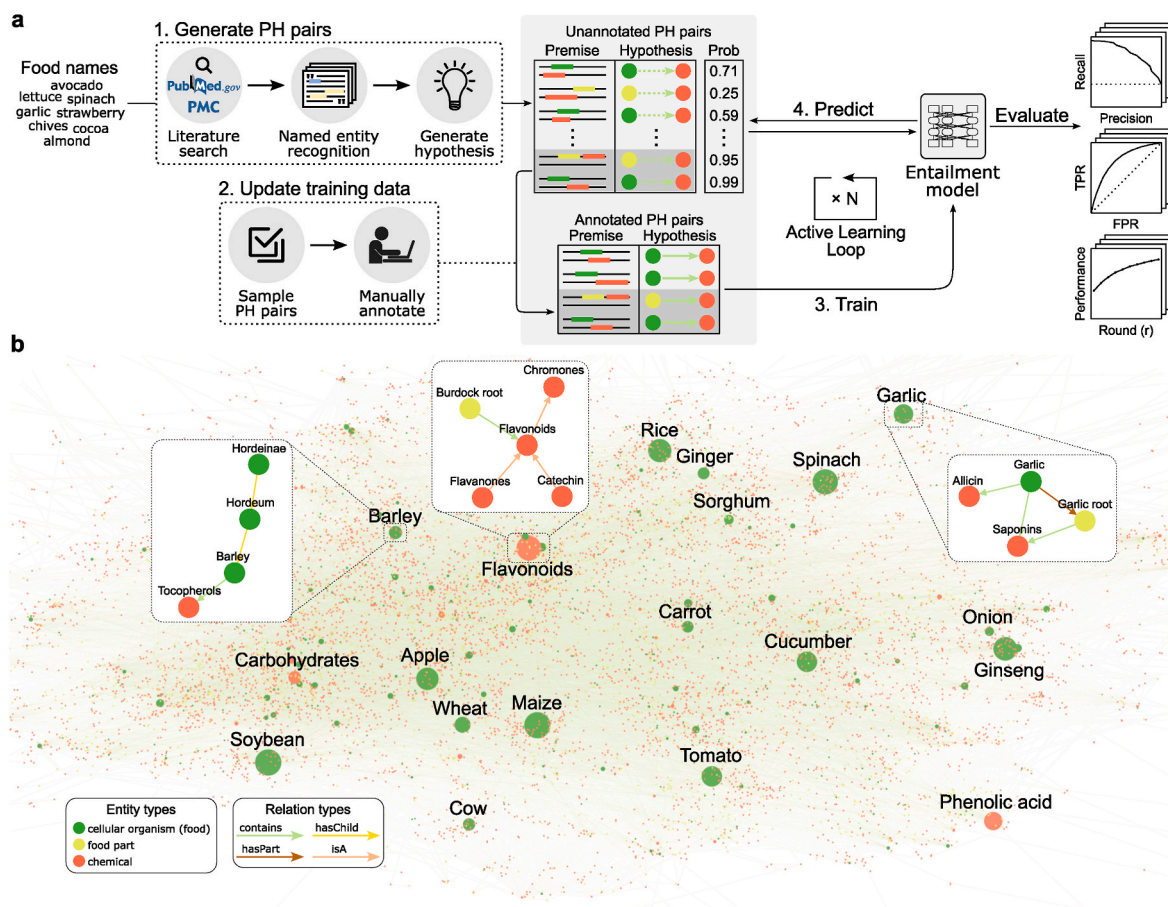 a
1. Generate PH pairs
Food names
avocado
lettuce spinach
garlic strawberry
chives cocoa
almond
PubMed.gov
PMC
Literature
search
Named entity
recognition
Generate
hypothesis
2. Update training data
Sample
PH pairs
Manually
annotate
Unannotated PH pairs
Premise Hypothesis Prob
0.71
0.25
0.59
0.95
0.99
Annotated PH pairs
Premise Hypothesis
4. Predict
Entailment
model
× N
Active Learning
Loop
3. Train
Evaluate
Recall
Precision
TPR
FPR
Performance
Round (r)
b
Hordeinae
Hordeum
Barley
Tocopherols
Barley
Chromones
Burdock root
Flavonoids
Flavanones
Catechin
Flavonoids
Rice
Ginger
Sorghum
Spinach
Garlic
Garlic
Allicin
Garlic root
Saponins
Carrot
Cucumber
Onion
Ginseng
Carbohydrates
Apple
Wheat
Maize
Soybean
Tomato
Cow
Phenolic acid
Entity types
cellular organism (food)
food part
chemical
Relation types
contains hasChild
hasPart isA